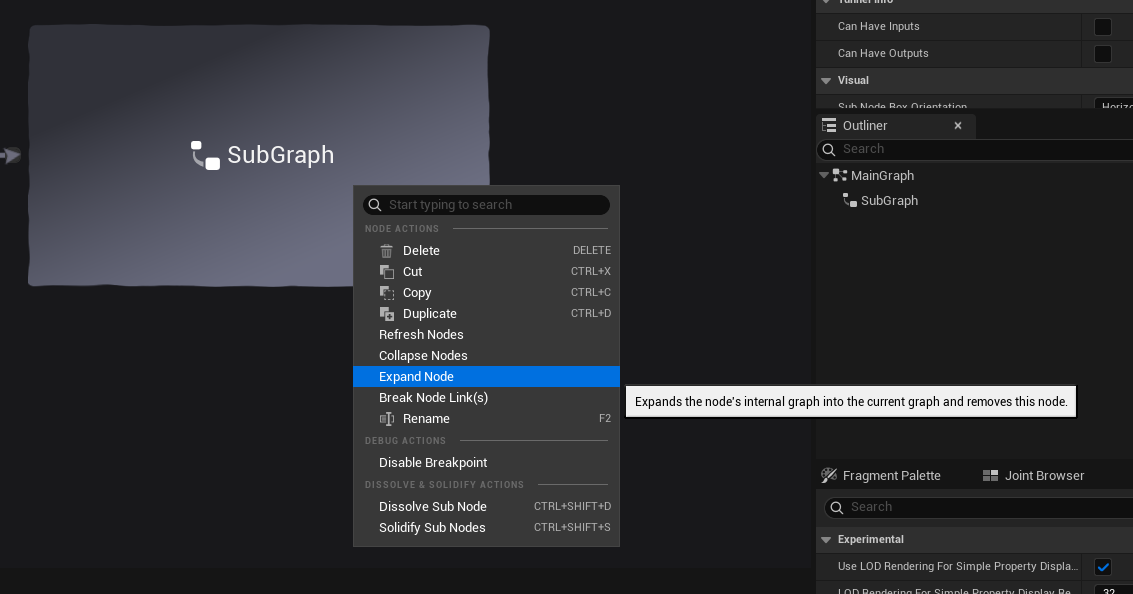 Tunnel Info
Can Have Inputs
Can Have Outputs
Visual
Sub Node Box Orientation
Horizo
Outliner
Search
MainGraph
SubGraph
SubGraph
Start typing to search
NODE ACTIONS
Delete DELETE
Cut CTRL+X
Copy CTRL+C
Duplicate CTRL+D
Refresh Nodes
Collapse Nodes
Expand Node
Expands the node's internal graph into the current graph and removes this node.
Break Node Link(s)
Rename F2
DEBUG ACTIONS
Disable Breakpoint
DISSOLVE & SOLIDIFY ACTIONS
Dissolve Sub Node CTRL+SHIFT+D
Solidify Sub Nodes CTRL+SHIFT+S
Fragment Palette
Joint Browser
Search
Experimental
Use LOD Rendering For Simple Property Displa...
LOD Rendering For Simple Property Display Re
32